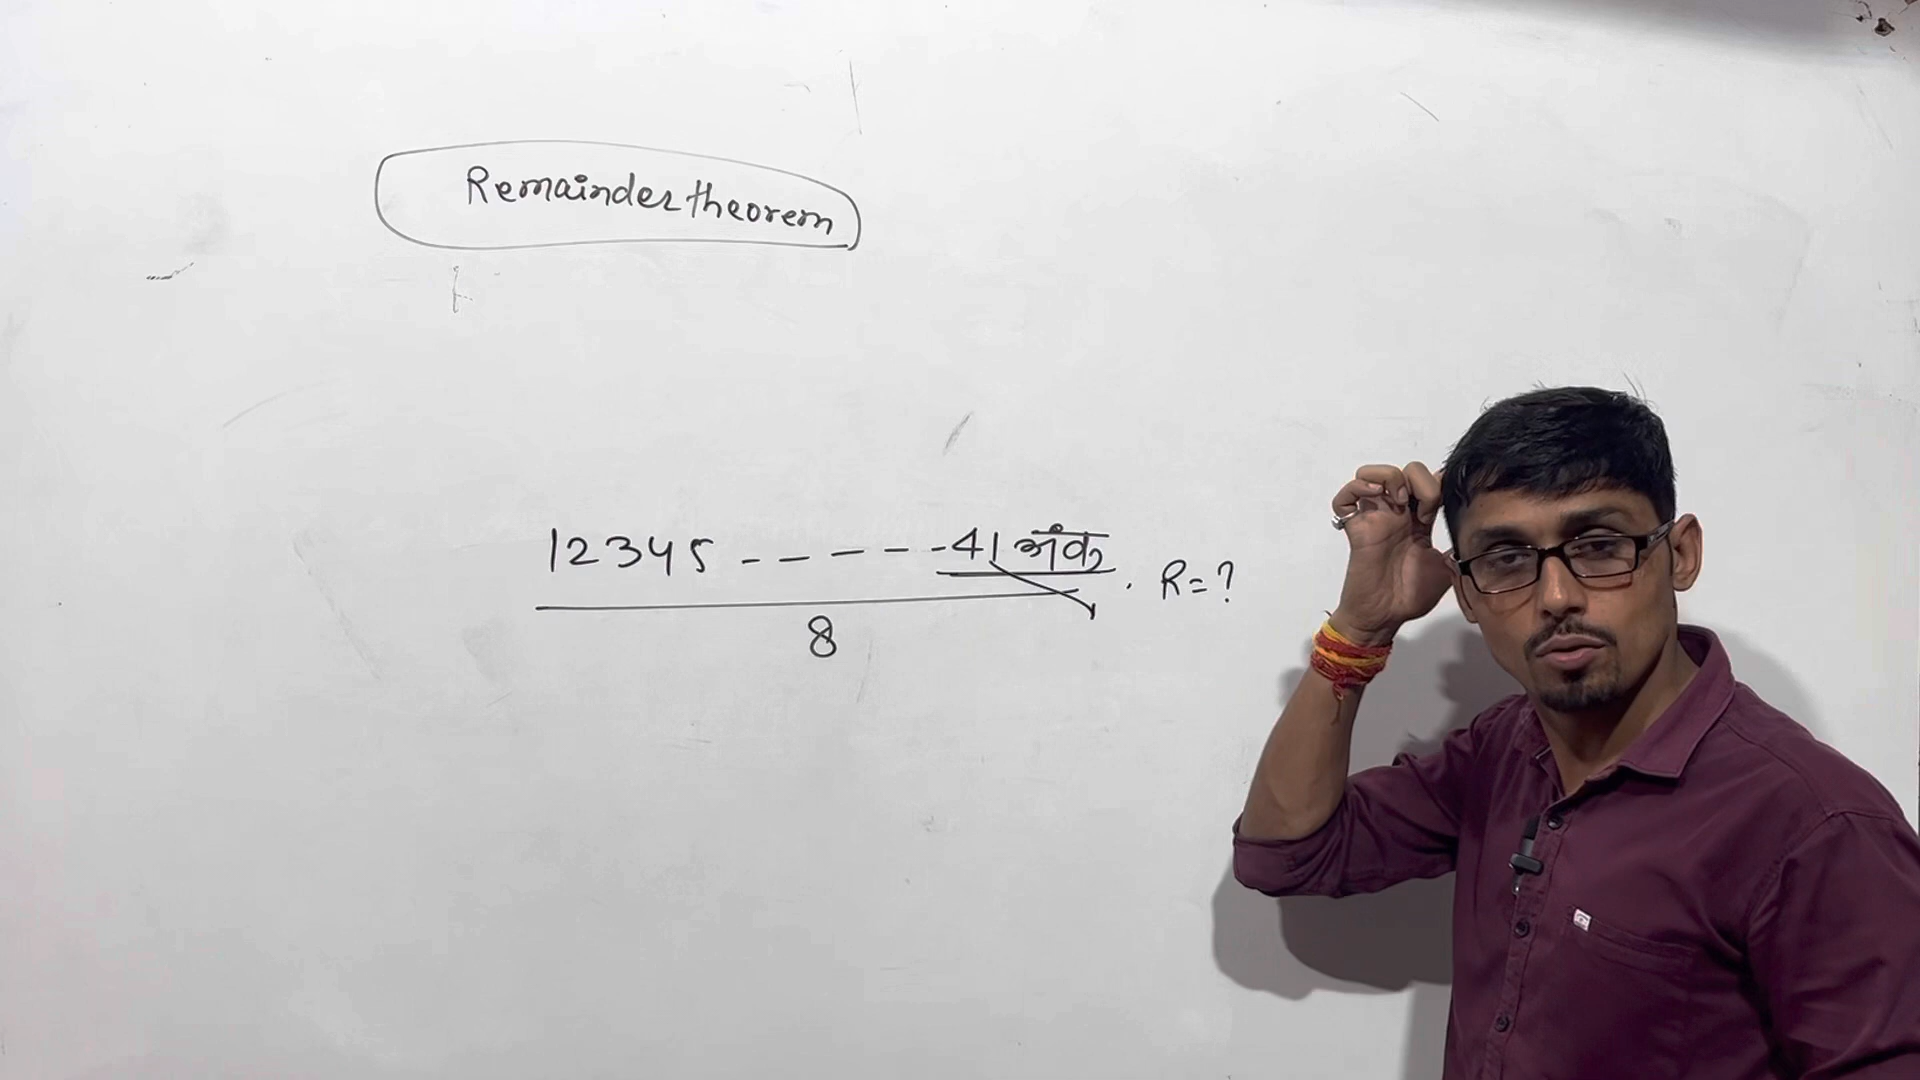 Remainder theorem
12345 ------41 अंक
8
R=?